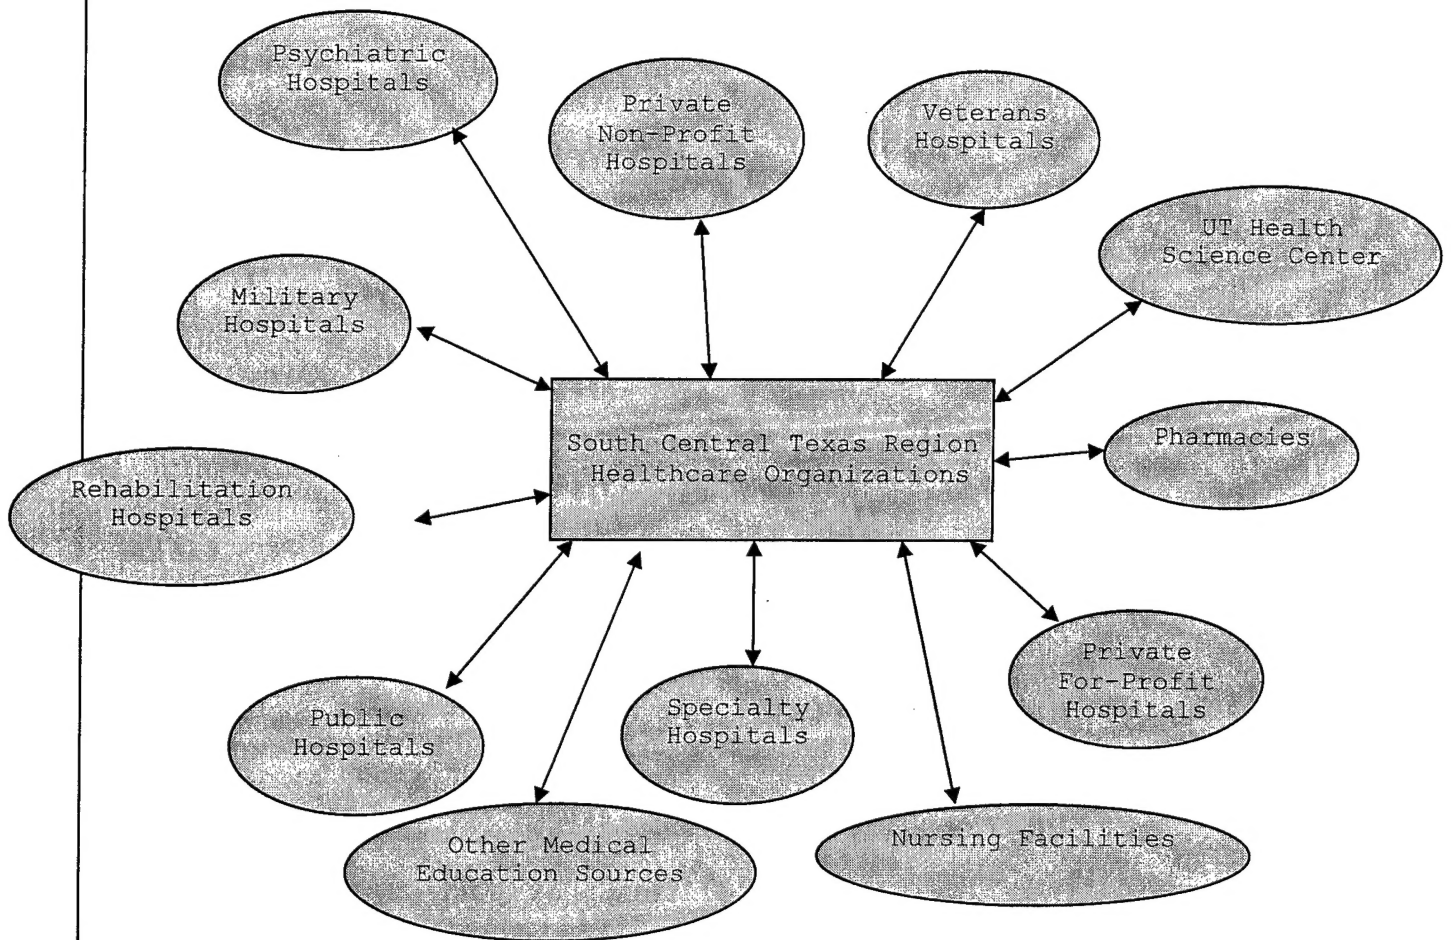 Psychiatric
Hospitals
Private
Non-Profit
Hospitals
Veterans
Hospitals
UT Health
Science Center
Military
Hospitals
South Central Texas Region
Healthcare Organizations
Pharmacies
Rehabilitation
Hospitals
Public
Hospitals
Specialty
Hospitals
Private
For-Profit
Hospitals
Other Medical
Education Sources
Nursing Facilities